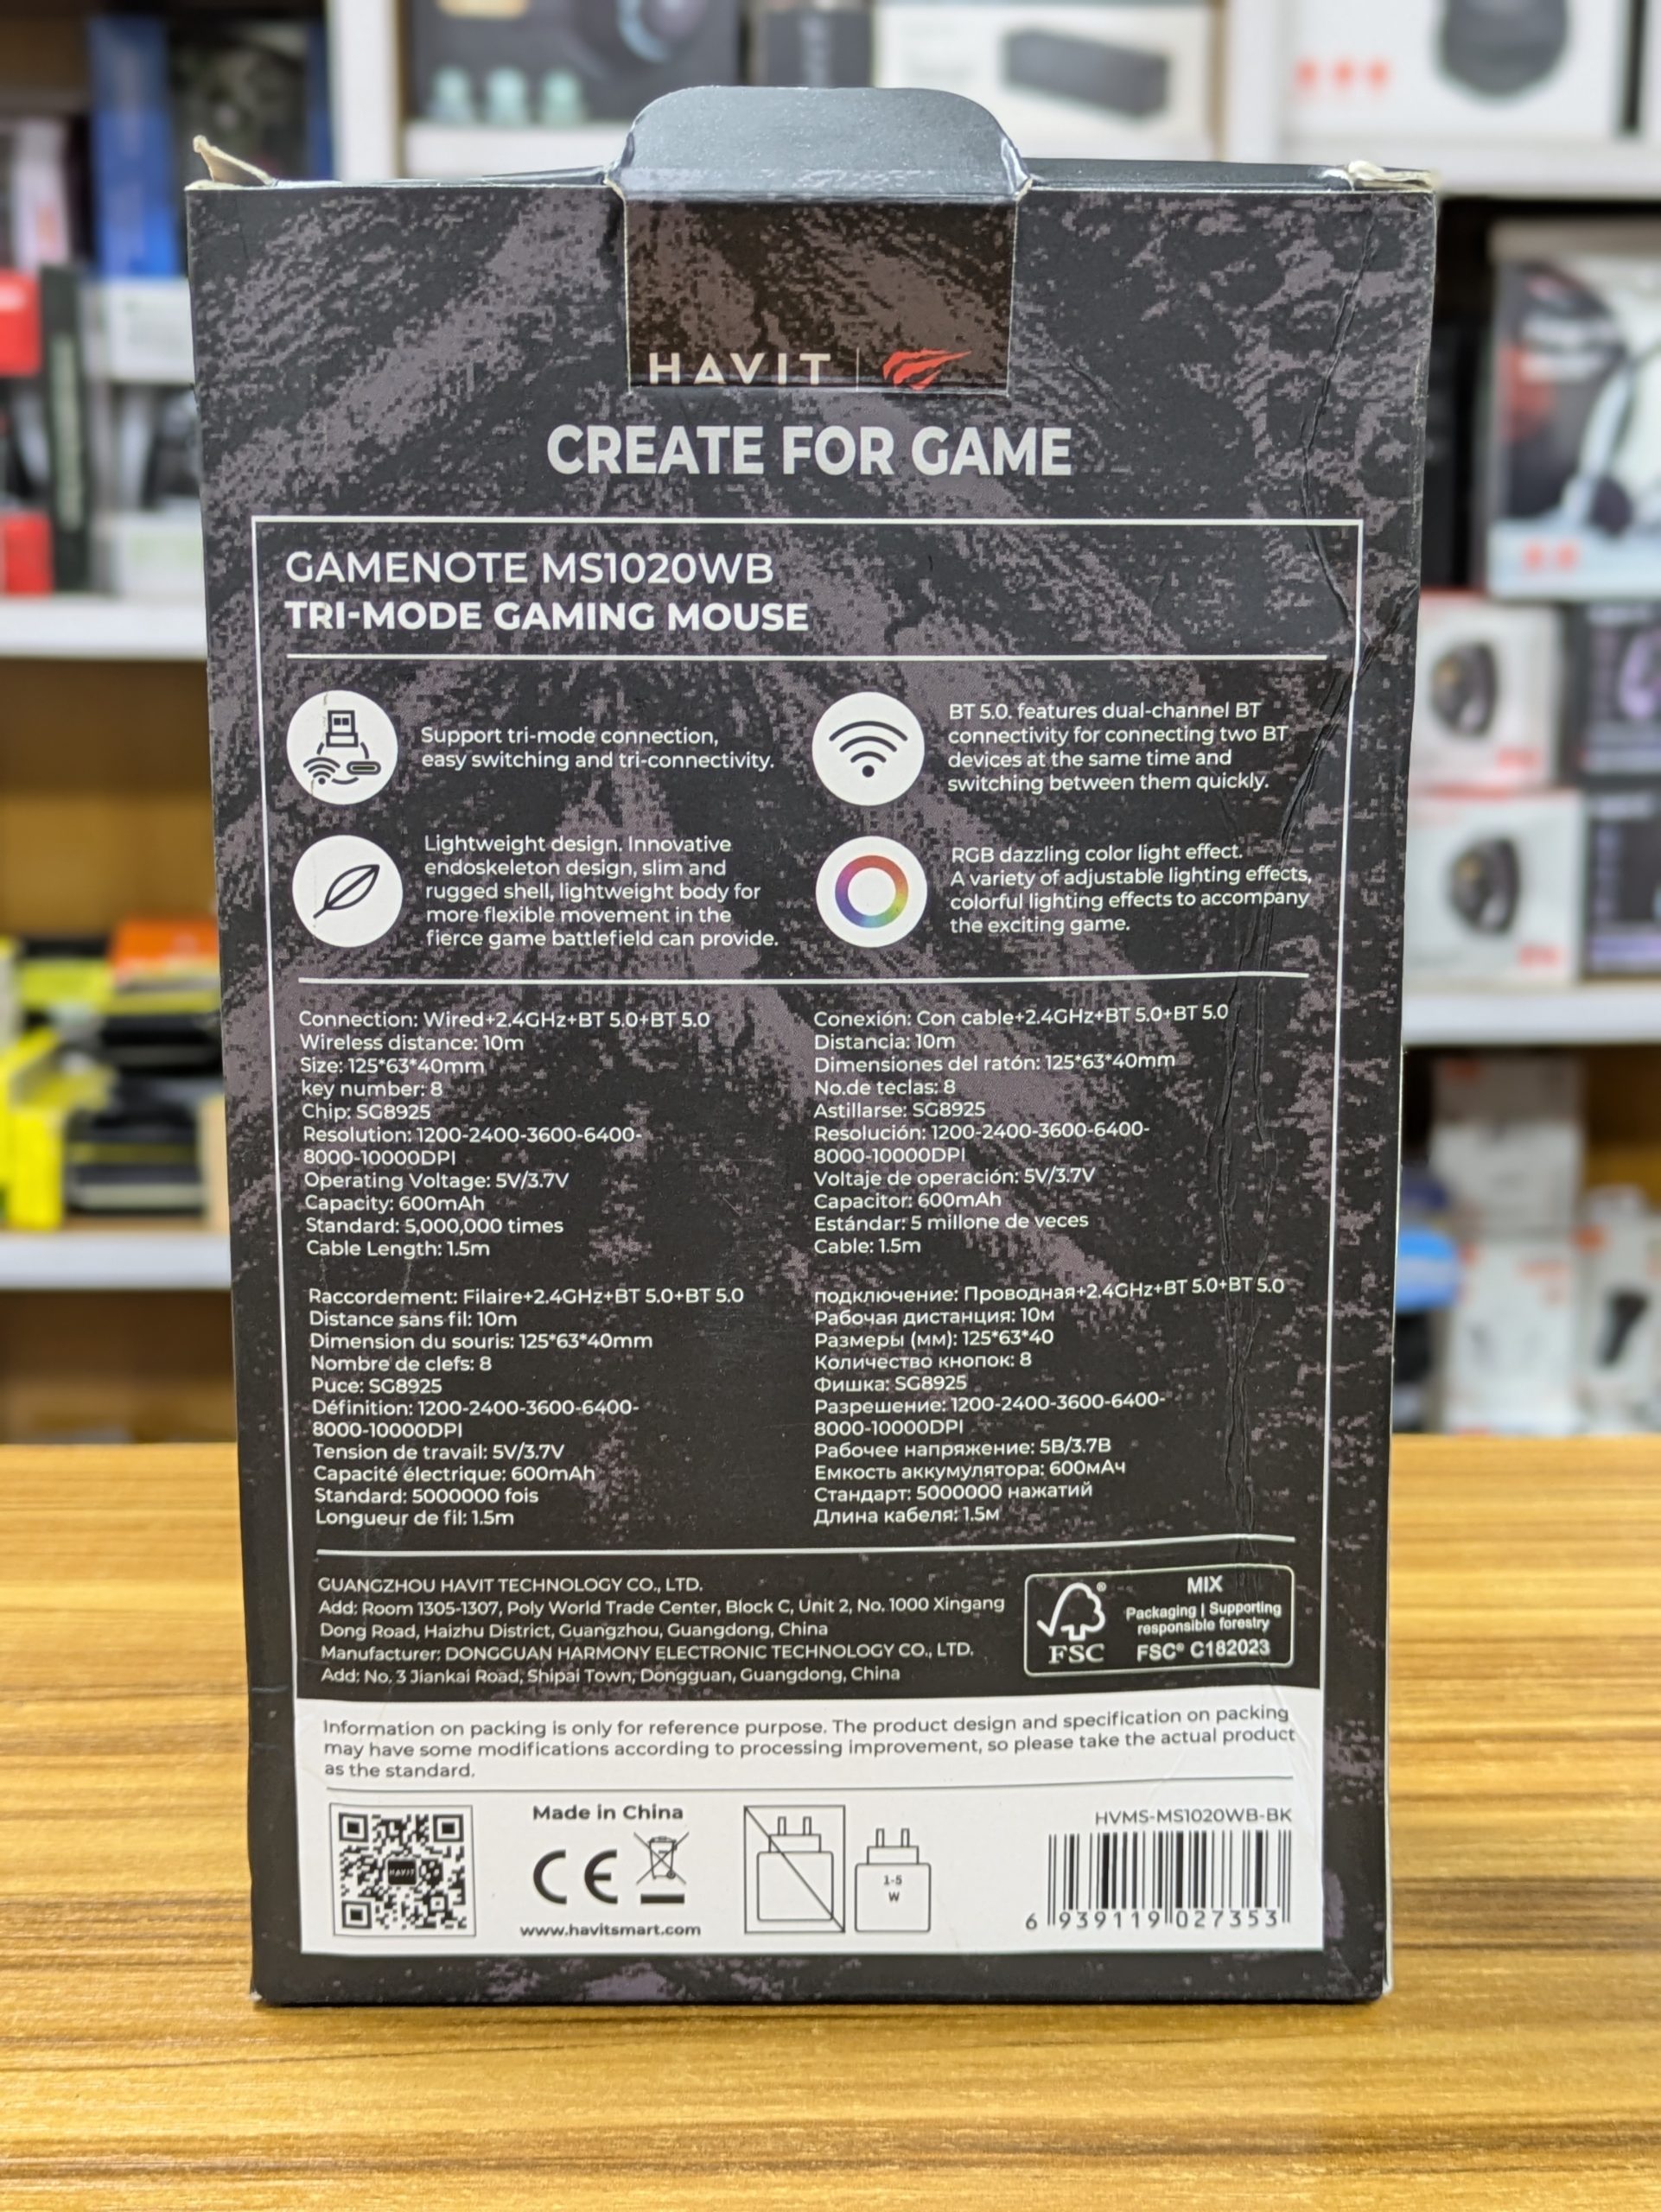 HAVIT
CREATE FOR GAME
GAMENOTE MS1020WB
TRI-MODE GAMING MOUSE
Support tri-mode connection,
easy switching and tri-connectivity.
BT 5.0. features dual-channel BT
connectivity for connecting two BT
devices at the same time and
switching between them quickly.
Lightweight design. Innovative
endoskeleton design, slim and
rugged shell, lightweight body for
more flexible movement in the
fierce game battlefield can provide.
RGB dazzling color light effect.
A variety of adjustable lighting effects,
colorful lighting effects to accompany
the exciting game.
Connection: Wired+2.4GHz+BT 5.0+BT 5.0
Wireless distance: 10m
Size: 125*63*40mm
key number: 8
Chip: SG8925
Resolution: 1200-2400-3600-6400-
8000-10000DPI
Operating Voltage: 5V/3.7V
Capacity: 600mAh
Standard: 5,000,000 times
Cable Length: 1.5m
Conexión: Con cable+2.4GHz+BT 5.0+BT 5.0
Distancia: 10m
Dimensiones del ratón: 125*63*40mm
No.de teclas: 8
Astillarse: SG8925
Resolución: 1200-2400-3600-6400-
8000-10000DPI
Voltaje de operación: 5V/3.7V
Capacitor: 600mAh
Estándar: 5 millone de veces
Cable: 1.5m
Raccordement: Filaire+2.4GHz+BT 5.0+BT 5.0
Distance sans fil: 10m
Dimension du souris: 125*63*40mm
Nombre de clefs: 8
Puce: SG8925
Définition: 1200-2400-3600-6400-
8000-10000DPI
Tension de travail: 5V/3.7V
Capacité électrique: 600mAh
Standard: 5000000 fois
Longueur de fil: 1.5m
подключение: Проводная+2.4GHz+BT 5.0+BT 5.0
Рабочая дистанция: 10м
Размеры (мм): 125*63*40
Количество кнопок: 8
Фишка: SG8925
Разрешение: 1200-2400-3600-6400-
8000-10000DPI
Рабочее напряжение: 5В/3.7В
Емкость аккумулятора: 600мАч
Стандарт: 5000000 нажатий
Длина кабеля: 1.5м
GUANGZHOU HAVIT TECHNOLOGY CO., LTD.
Add: Room 1305-1307, Poly World Trade Center, Block C, Unit 2, No. 1000 Xingang
Dong Road, Haizhu District, Guangzhou, Guangdong, China
Manufacturer: DONGGUAN HARMONY ELECTRONIC TECHNOLOGY CO., LTD.
Add: No. 3 Jiankai Road, Shipai Town, Dongguan, Guangdong, China
FSC
MIX
Packaging | Supporting
responsible forestry
FSC® C182023
Information on packing is only for reference purpose. The product design and specification on packing
may have some modifications according to processing improvement, so please take the actual product
as the standard.
HAVIT
Made in China
CE
www.havitsmart.com
1-5
W
HVMS-MS1020WB-BK
6 939119 027353